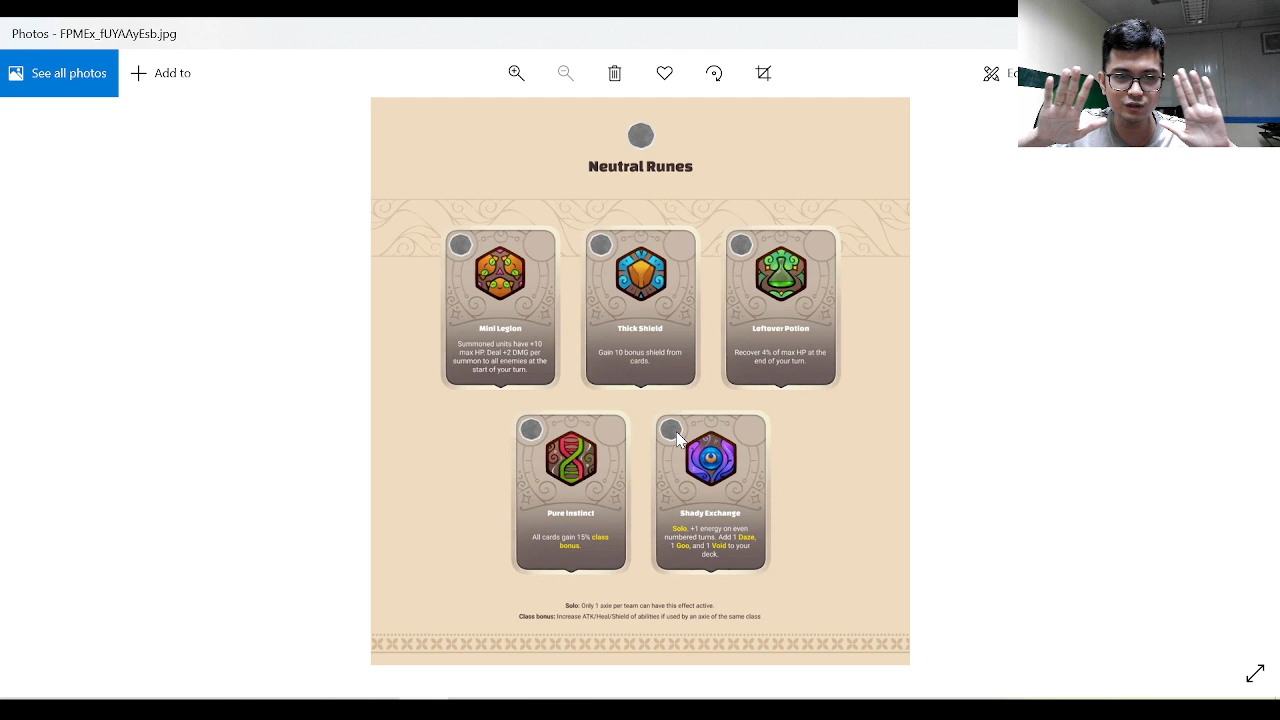 Photos - FPMEx_fUYAAyEsb.jpg
See all photos
Add to
Neutral Runes
Mini Legion
Summoned units have +10
max HP. Deal +2 DMG per
summon to all enemies at the
start of your turn.
Thick Shield
Gain 10 bonus shield from
cards.
Leftover Potion
Recover 4% of max HP at the
end of your turn.
Pure Instinct
All cards gain 15% class
bonus.
Shady Exchange
Solo. +1 energy on even
numbered turns. Add 1 Daze,
1 Goo, and 1 Void to your
deck.
Solo: Only 1 axie per team can have this effect active.
Class bonus: Increase ATK/Heal/Shield of abilities if used by an axie of the same class